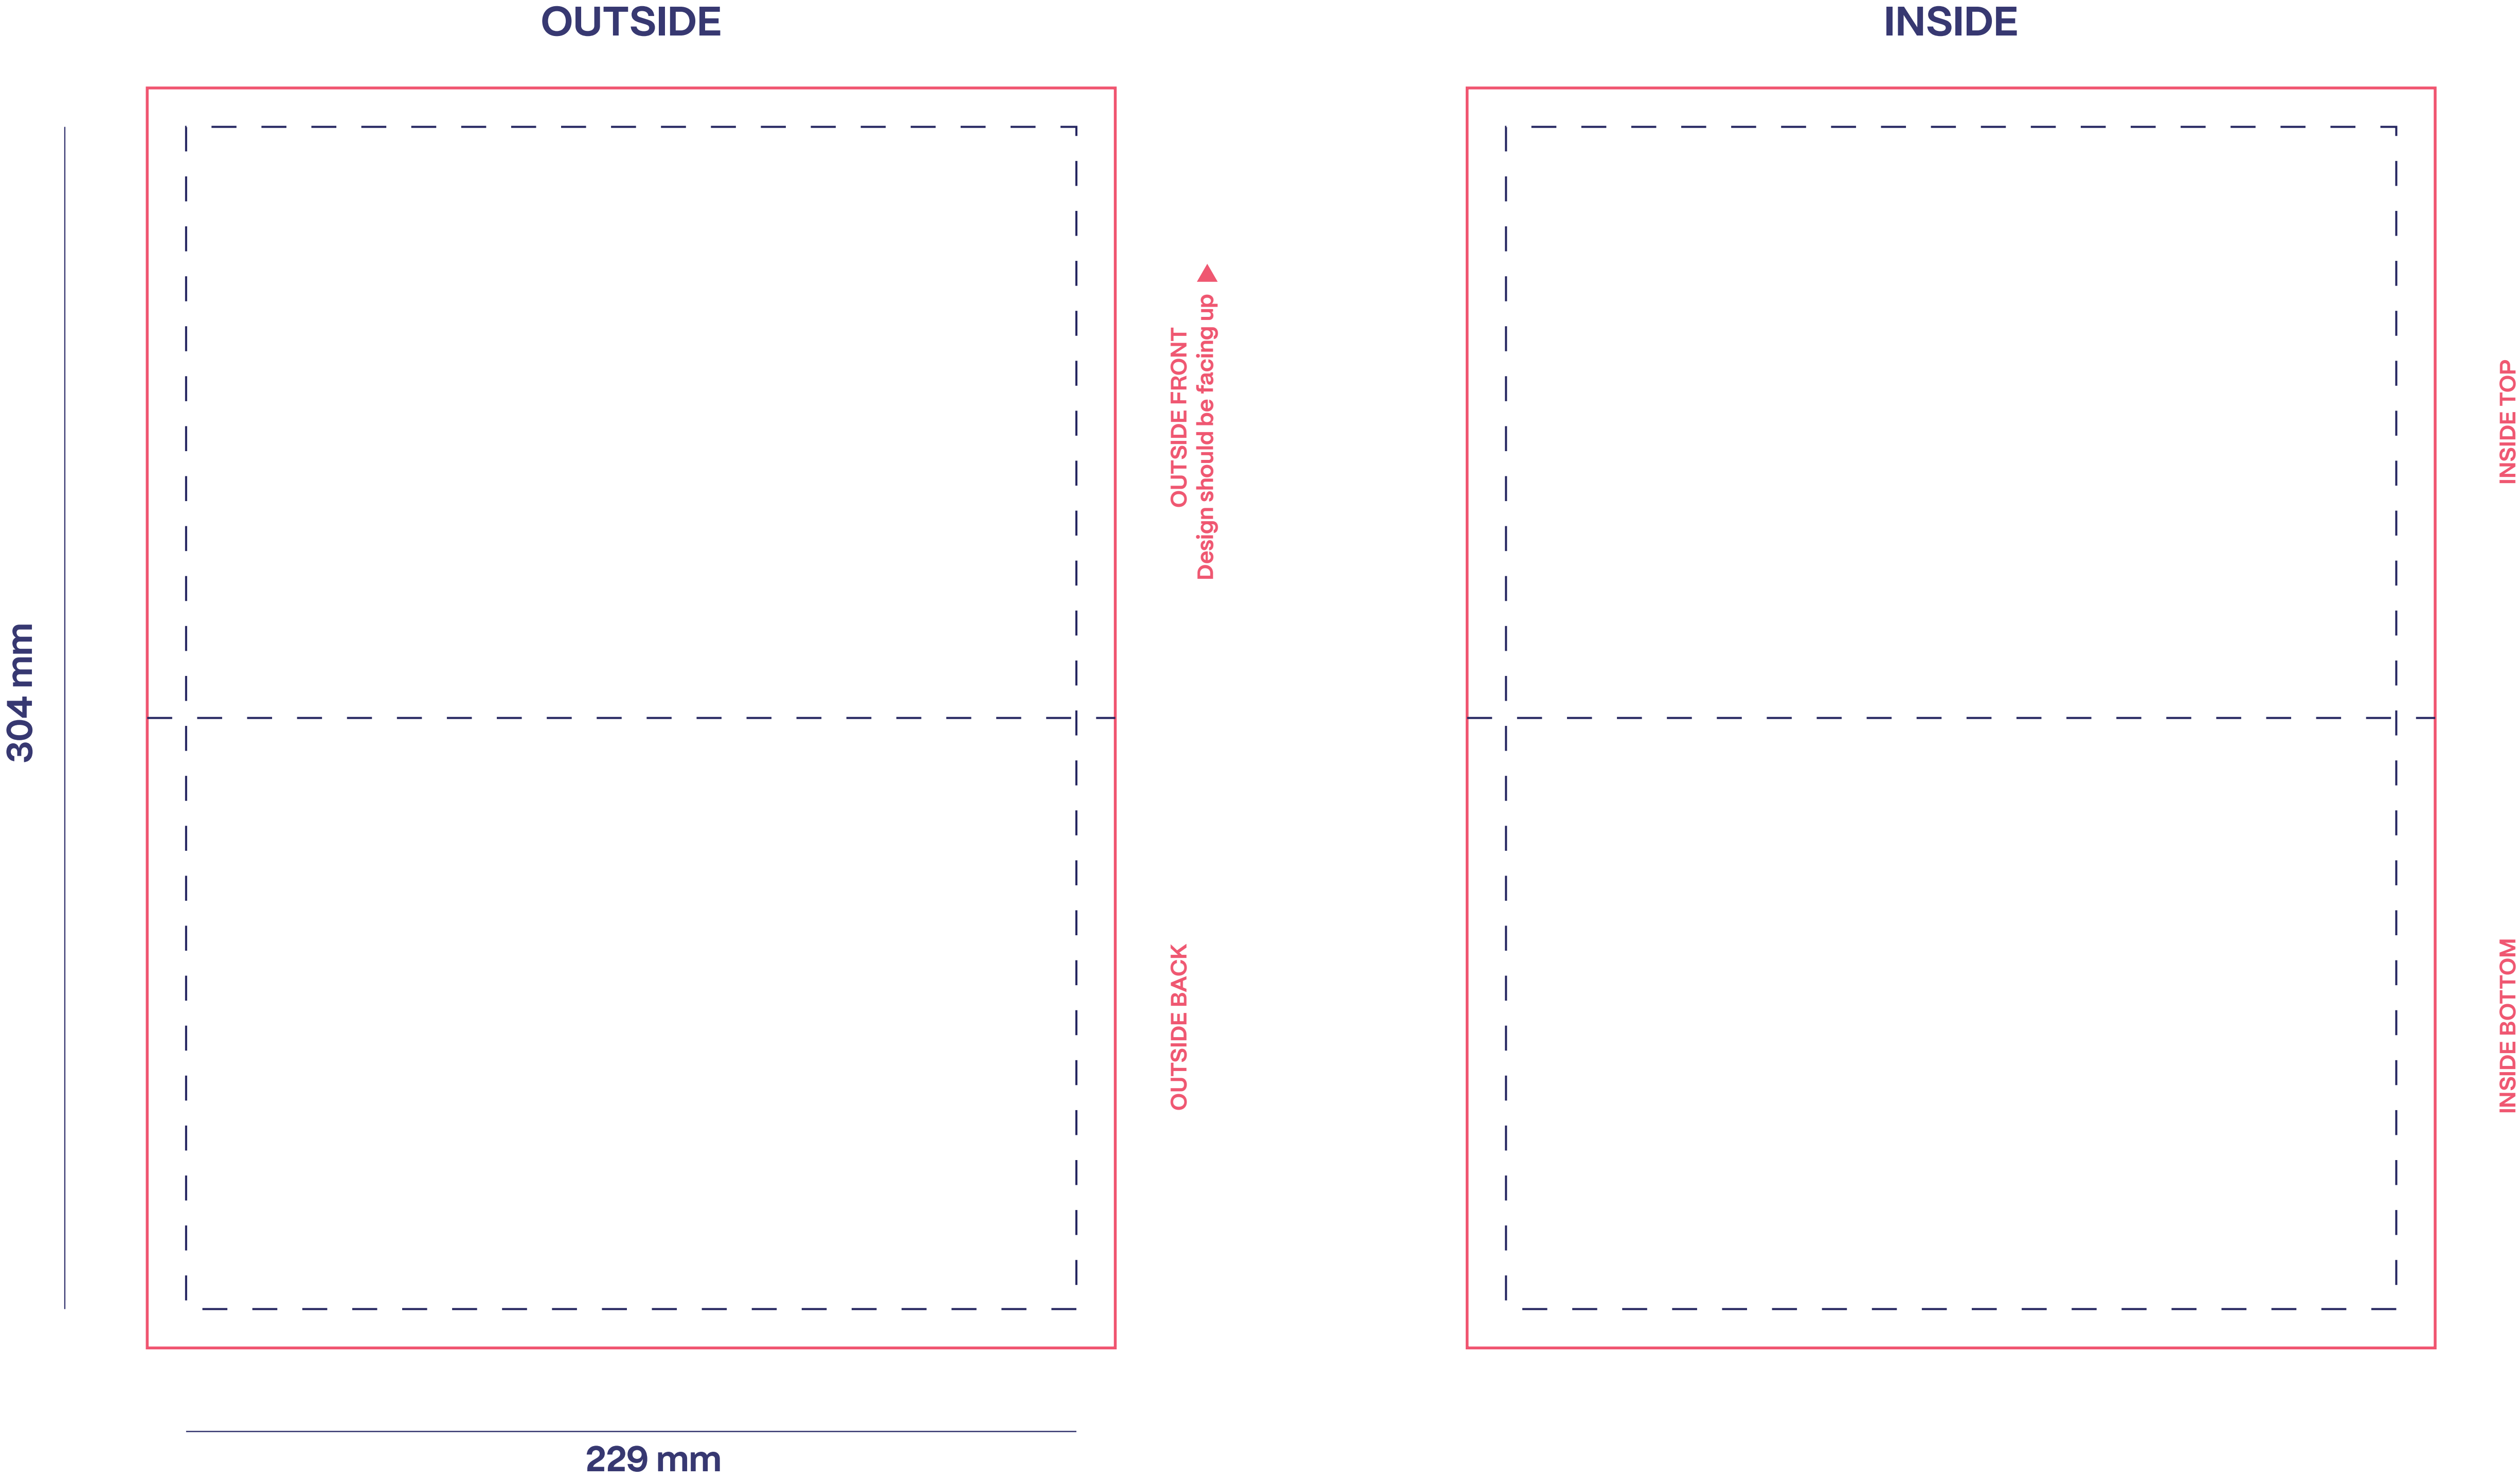 OUTSIDE
INSIDE
OUTSIDE FRONT
Design should be facing up
INSIDE TOP
304 mm
OUTSIDE BACK
INSIDE BOTTOM
229 mm